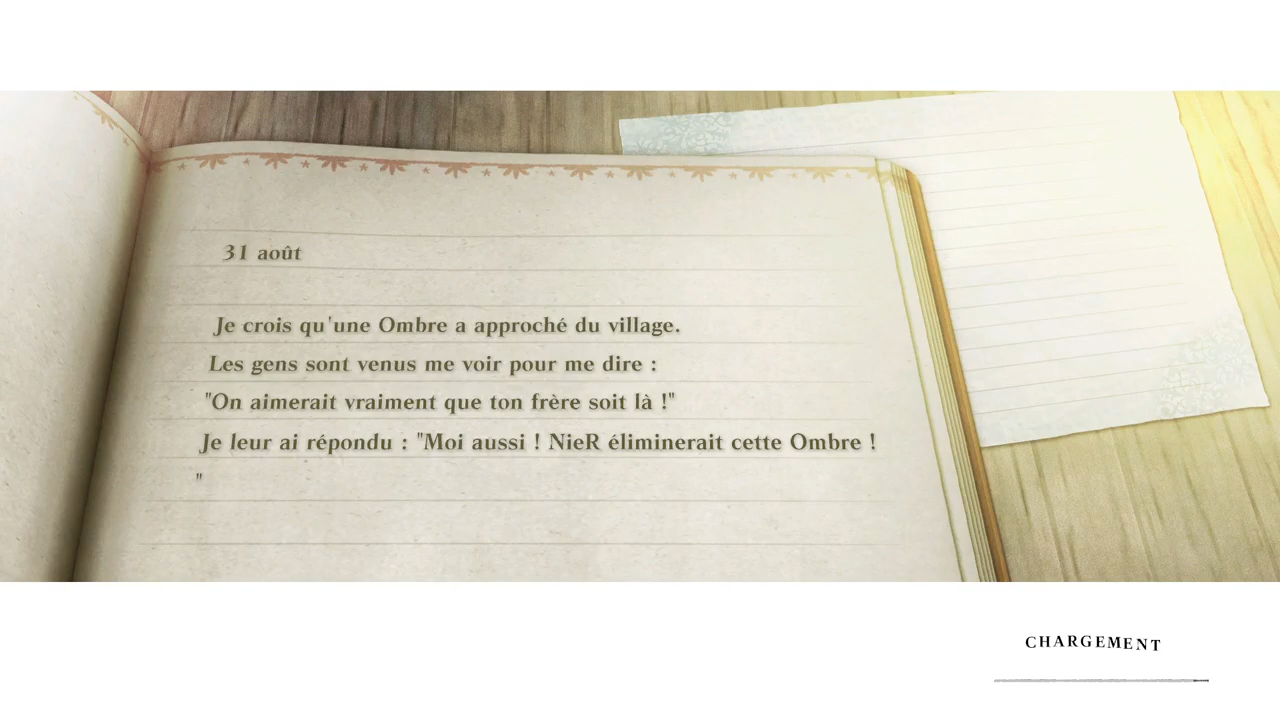 31 août
Je crois qu'une Ombre a approché du village.
Les gens sont venus me voir pour me dire :
"On aimerait vraiment que ton frère soit là !"
Je leur ai répondu : "Moi aussi ! NieR éliminerait cette Ombre !
"
CHARGEMENT